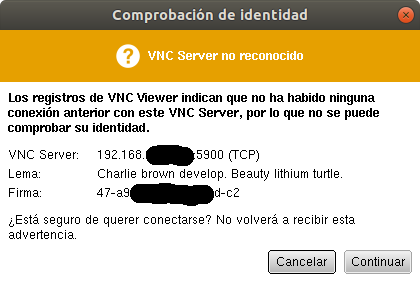 Comprobación de identidad
VNC Server no reconocido
Los registros de VNC Viewer indican que no ha habido ninguna
conexión anterior con este VNC Server, por lo que no se puede
comprobar su identidad.
VNC Server: 192.168. :5900 (TCP)
Lema: Charlie brown develop. Beauty lithium turtle.
Firma: 47-a9 d-c2
¿Está seguro de querer conectarse? No volverá a recibir esta
advertencia.
Cancelar Continuar